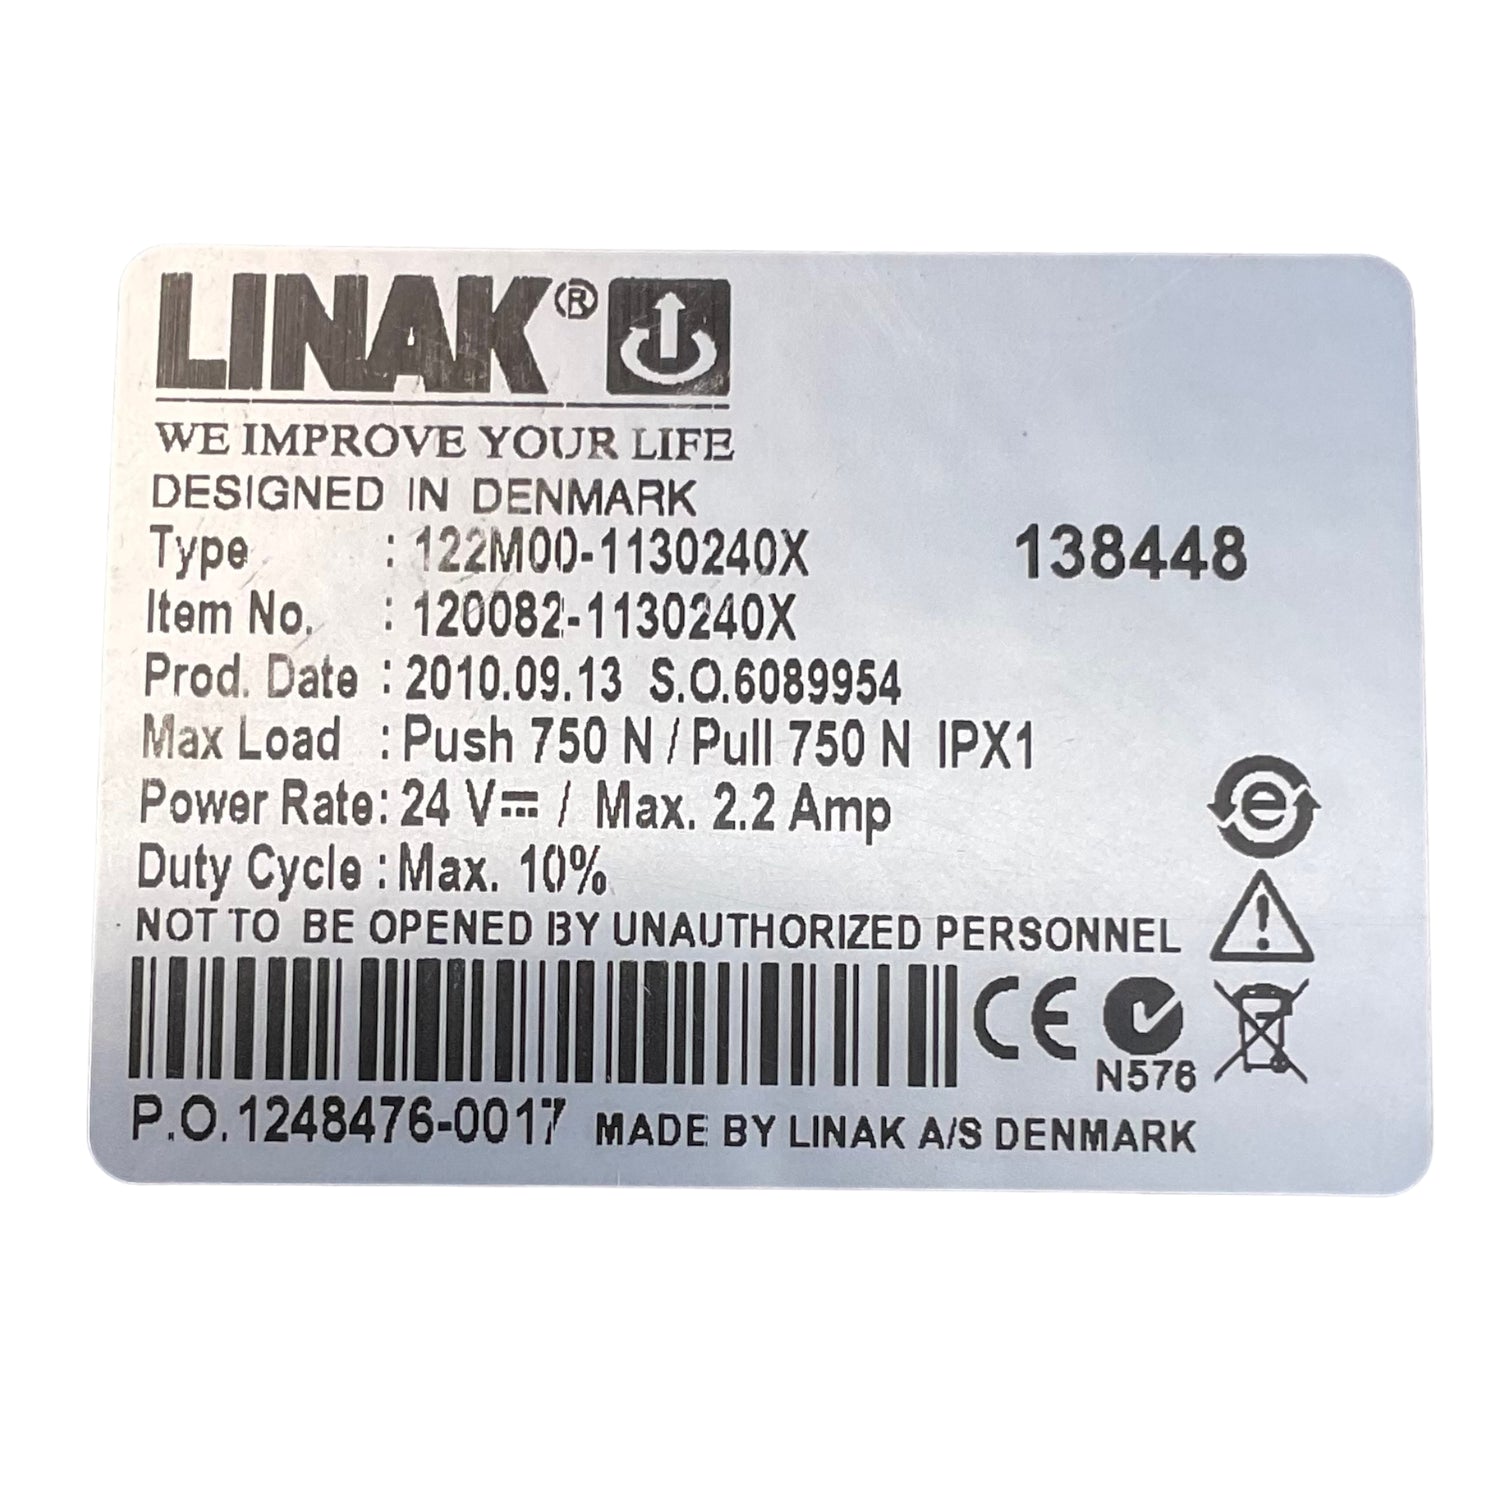 LINAK®
WE IMPROVE YOUR LIFE
DESIGNED IN DENMARK
Type : 122M00-1130240X 138448
Item No. : 120082-1130240X
Prod. Date : 2010.09.13 S.O.6089954
Max Load : Push 750 N / Pull 750 N IPX1
Power Rate: 24 V⎓ / Max. 2.2 Amp
e
Duty Cycle : Max. 10%
NOT TO BE OPENED BY UNAUTHORIZED PERSONNEL
CE
N576
P.O.1248476-0017 MADE BY LINAK A/S DENMARK